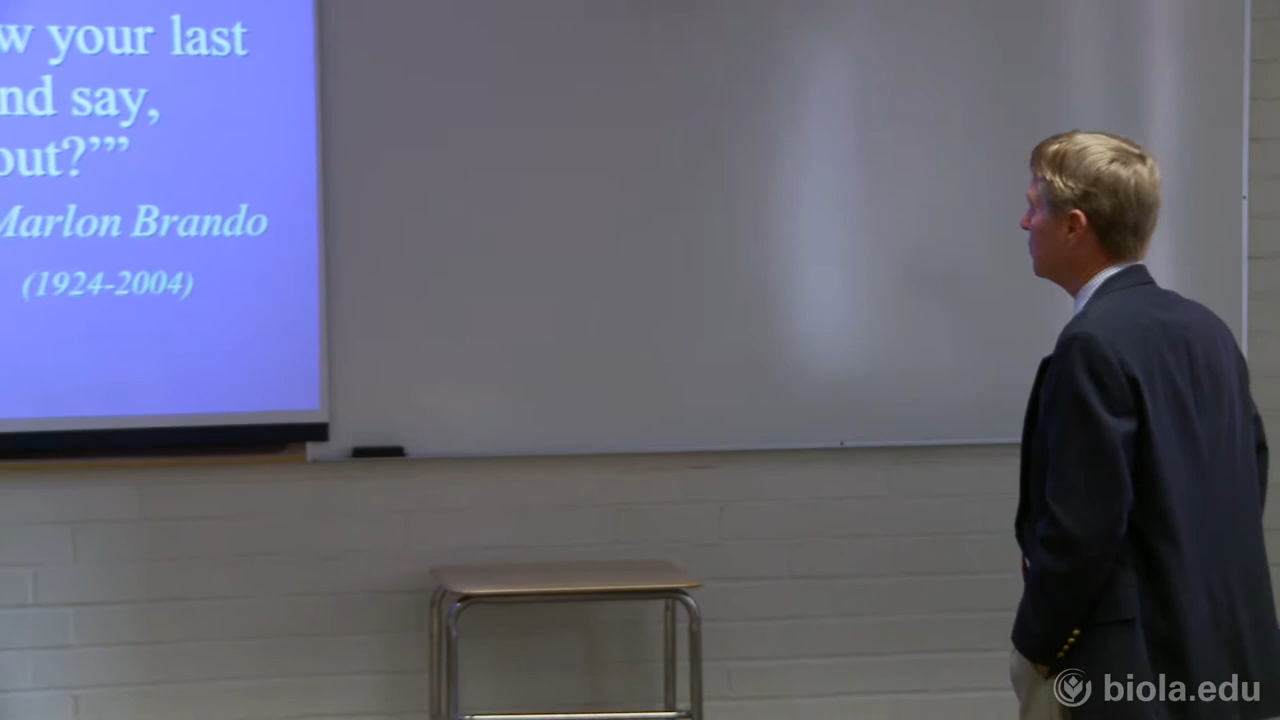 w your last
nd say,
out?’””
Marlon Brando
(1924-2004)
biola.edu